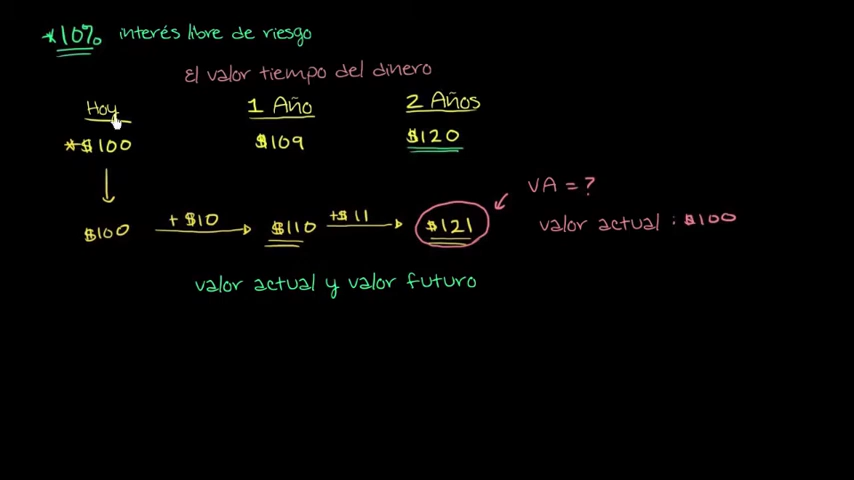 *10% interés libre de riesgo
El valor tiempo del dinero
Hoy 1 Año 2 Años
*$100 $109 $120
VA = ?
+ $10 +$ 11
$100 $110 $121 valor actual : $100
valor actual y valor futuro